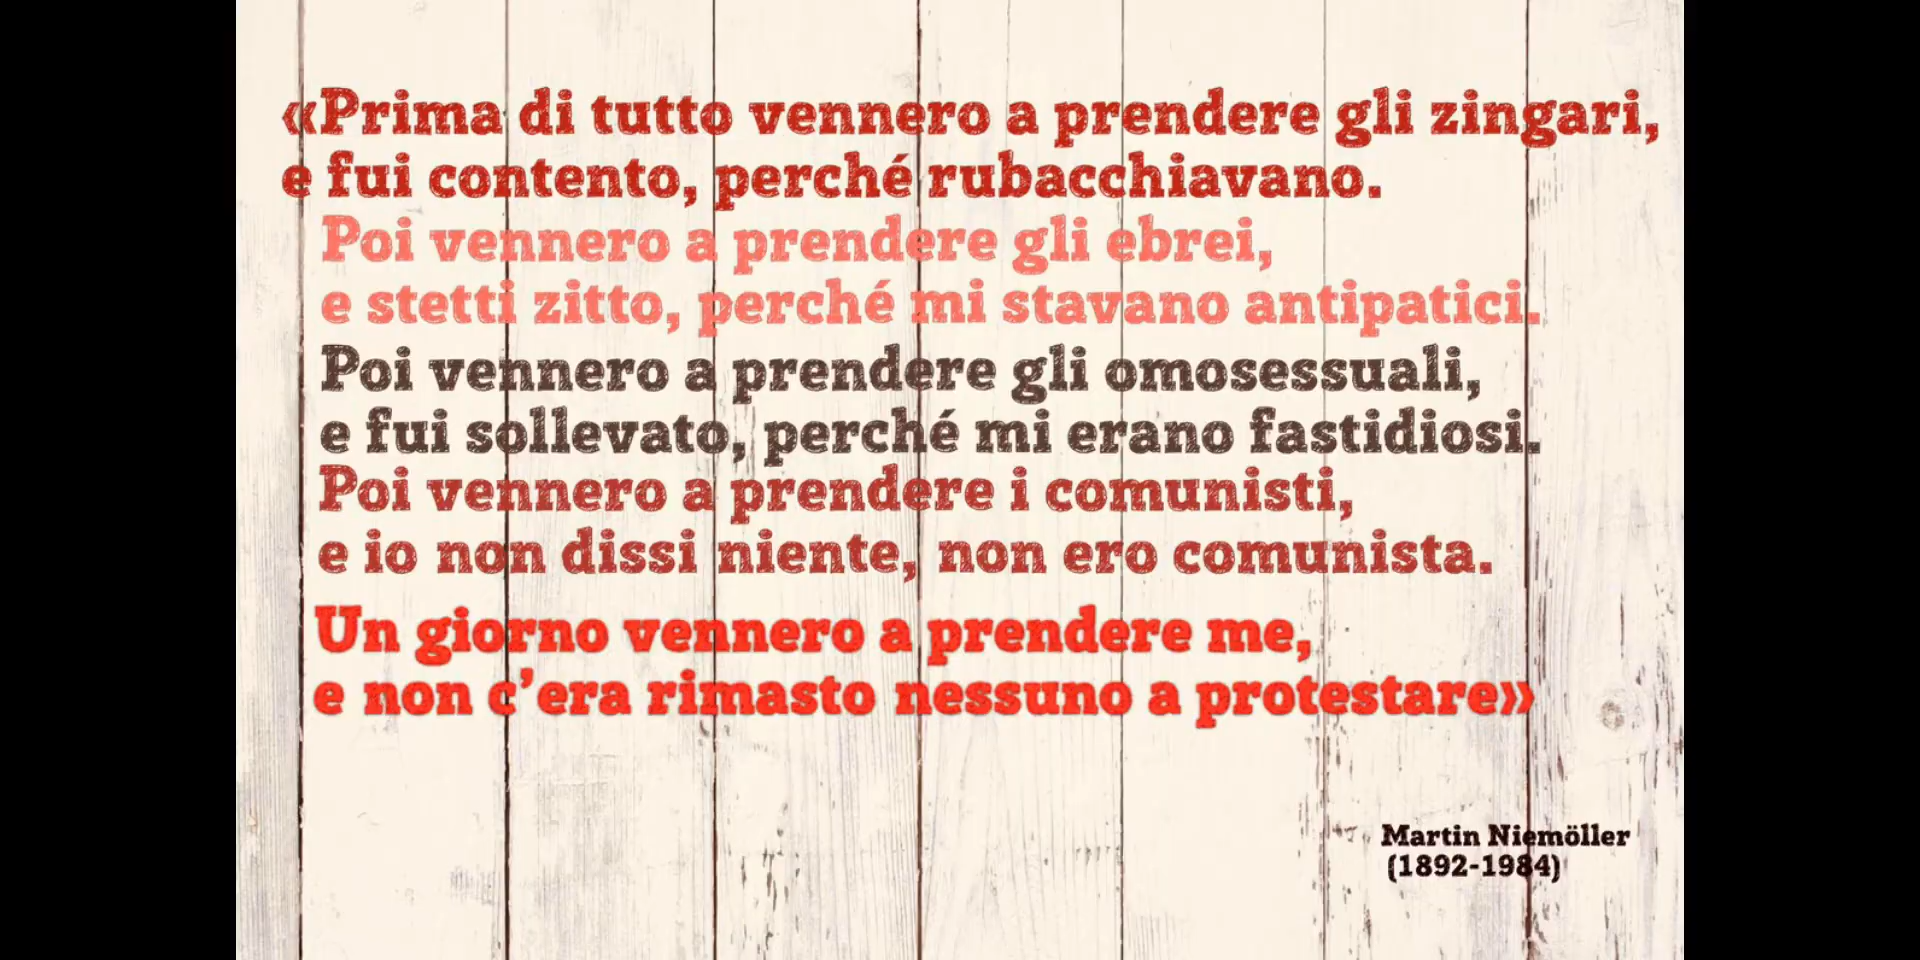 «Prima di tutto vennero a prendere gli zingari,
e fui contento, perché rubacchiavano.
Poi vennero a prendere gli ebrei,
e stetti zitto, perché mi stavano antipatici.
Poi vennero a prendere gli omosessuali,
e fui sollevato, perché mi erano fastidiosi.
Poi vennero a prendere i comunisti,
e io non dissi niente, non ero comunista.
Un giorno vennero a prendere me,
e non c’era rimasto nessuno a protestare»
Martin Niemöller
(1892-1984)